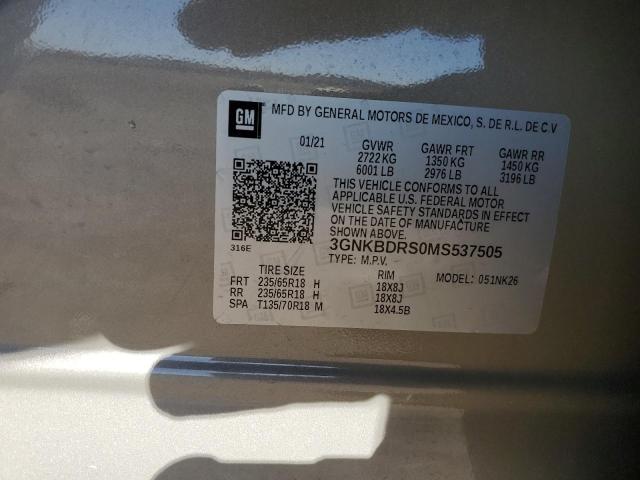 GM MFD BY GENERAL MOTORS DE MEXICO, S. DE R.L. DE C.V
01/21 GVWR GAWR FRT GAWR RR
2722 KG 1350 KG 1450 KG
6001 LB 2976 LB 3196 LB
THIS VEHICLE CONFORMS TO ALL
APPLICABLE U.S. FEDERAL MOTOR
VEHICLE SAFETY STANDARDS IN EFFECT
ON THE DATE OF MANUFACTURE
SHOWN ABOVE.
316E 3GNKBDRS0MS537505
TYPE: M.P.V. MODEL: 051NK26
TIRE SIZE RIM
FRT 235/65R18 H 18X8J
RR 235/65R18 H 18X8J
SPA T135/70R18 M 18X4.5B